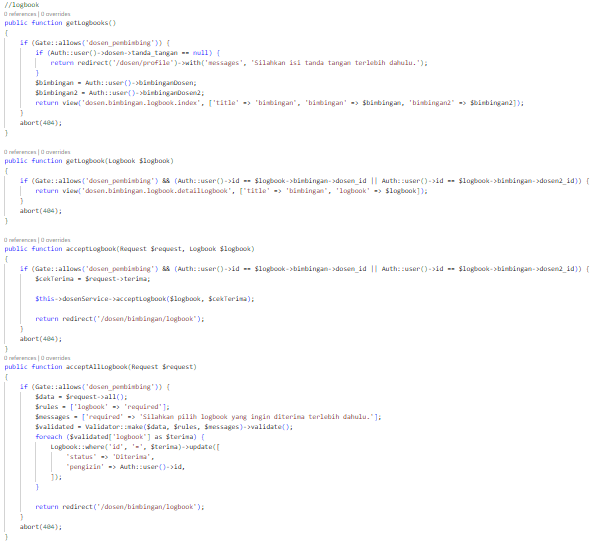 //logbook
0 references | 0 overrides
public function getLogbooks()
{
if (Gate::allows('dosen_pembimbing')) {
if (Auth::user()->dosen->tanda_tangan == null) {
return redirect('/dosen/profile')->with('messages', 'Silahkan isi tanda tangan terlebih dahulu.');
}
$bimbingan = Auth::user()->bimbinganDosen;
$bimbingan2 = Auth::user()->bimbinganDosen2;
return view('dosen.bimbingan.logbook.index', ['title' => 'bimbingan', 'bimbingan' => $bimbingan, 'bimbingan2' => $bimbingan2]);
}
abort(404);
}
0 references | 0 overrides
public function getLogbook(Logbook $logbook)
{
if (Gate::allows('dosen_pembimbing') && (Auth::user()->id == $logbook->bimbingan->dosen_id || Auth::user()->id == $logbook->bimbingan->dosen2_id)) {
return view('dosen.bimbingan.logbook.detailLogbook', ['title' => 'bimbingan', 'logbook' => $logbook]);
}
abort(404);
}
0 references | 0 overrides
public function acceptLogbook(Request $request, Logbook $logbook)
{
if (Gate::allows('dosen_pembimbing') && (Auth::user()->id == $logbook->bimbingan->dosen_id || Auth::user()->id == $logbook->bimbingan->dosen2_id)) {
$cekTerima = $request->terima;
$this->dosenService->acceptLogbook($logbook, $cekTerima);
return redirect('/dosen/bimbingan/logbook');
}
abort(404);
}
0 references | 0 overrides
public function acceptAllLogbook(Request $request)
{
if (Gate::allows('dosen_pembimbing')) {
$data = $request->all();
$rules = ['logbook' => 'required'];
$messages = ['required' => 'Silahkan pilih logbook yang ingin diterima terlebih dahulu.'];
$validated = Validator::make($data, $rules, $messages)->validate();
foreach ($validated['logbook'] as $terima) {
Logbook::where('id', '=', $terima)->update([
'status' => 'Diterima',
'pengizin' => Auth::user()->id,
]);
}
return redirect('/dosen/bimbingan/logbook');
}
abort(404);
}